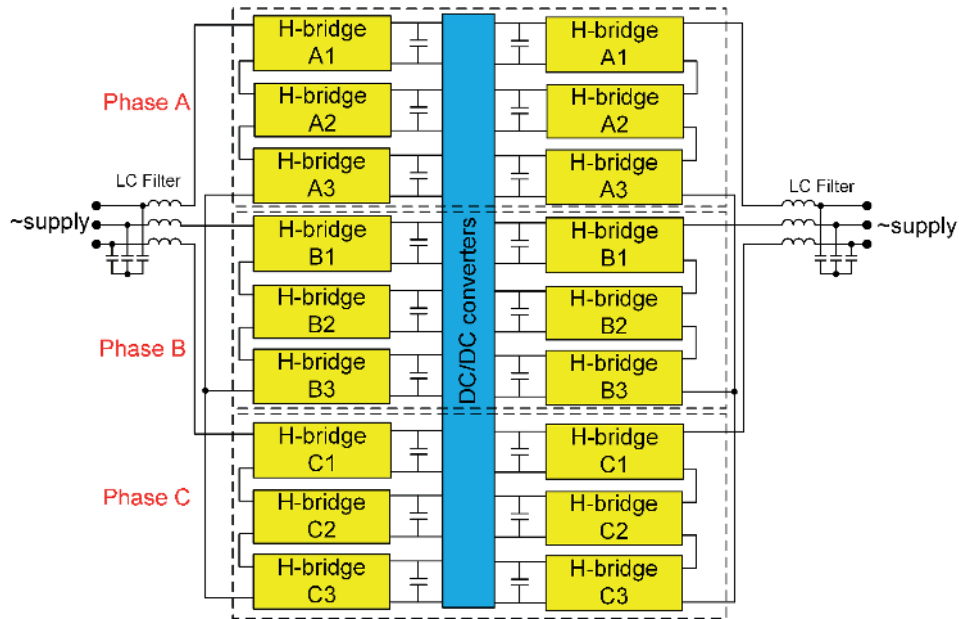 H-bridge
A1
H-bridge
A1
Phase A
H-bridge
A2
H-bridge
A2
H-bridge
A3
H-bridge
A3
LC Filter
LC Filter
~supply
~supply
H-bridge
B1
H-bridge
B1
DC/DC converters
Phase B
H-bridge
B2
H-bridge
B2
H-bridge
B3
H-bridge
B3
H-bridge
C1
H-bridge
C1
Phase C
H-bridge
C2
H-bridge
C2
H-bridge
C3
H-bridge
C3